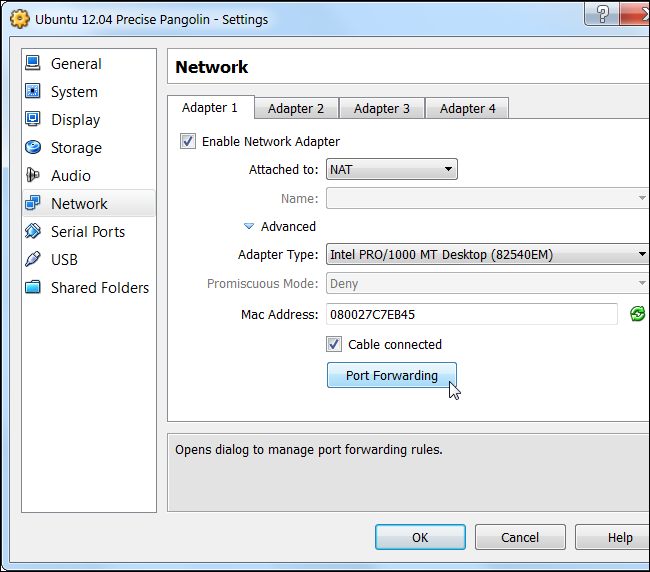 Ubuntu 12.04 Precise Pangolin - Settings
General
System
Display
Storage
Audio
Network
Serial Ports
USB
Shared Folders
Network
Adapter 1 Adapter 2 Adapter 3 Adapter 4
Enable Network Adapter
Attached to: NAT
Name:
Advanced
Adapter Type: Intel PRO/1000 MT Desktop (82540EM)
Promiscuous Mode: Deny
Mac Address: 080027C7EB45
Cable connected
Port Forwarding
Opens dialog to manage port forwarding rules.
OK Cancel Help